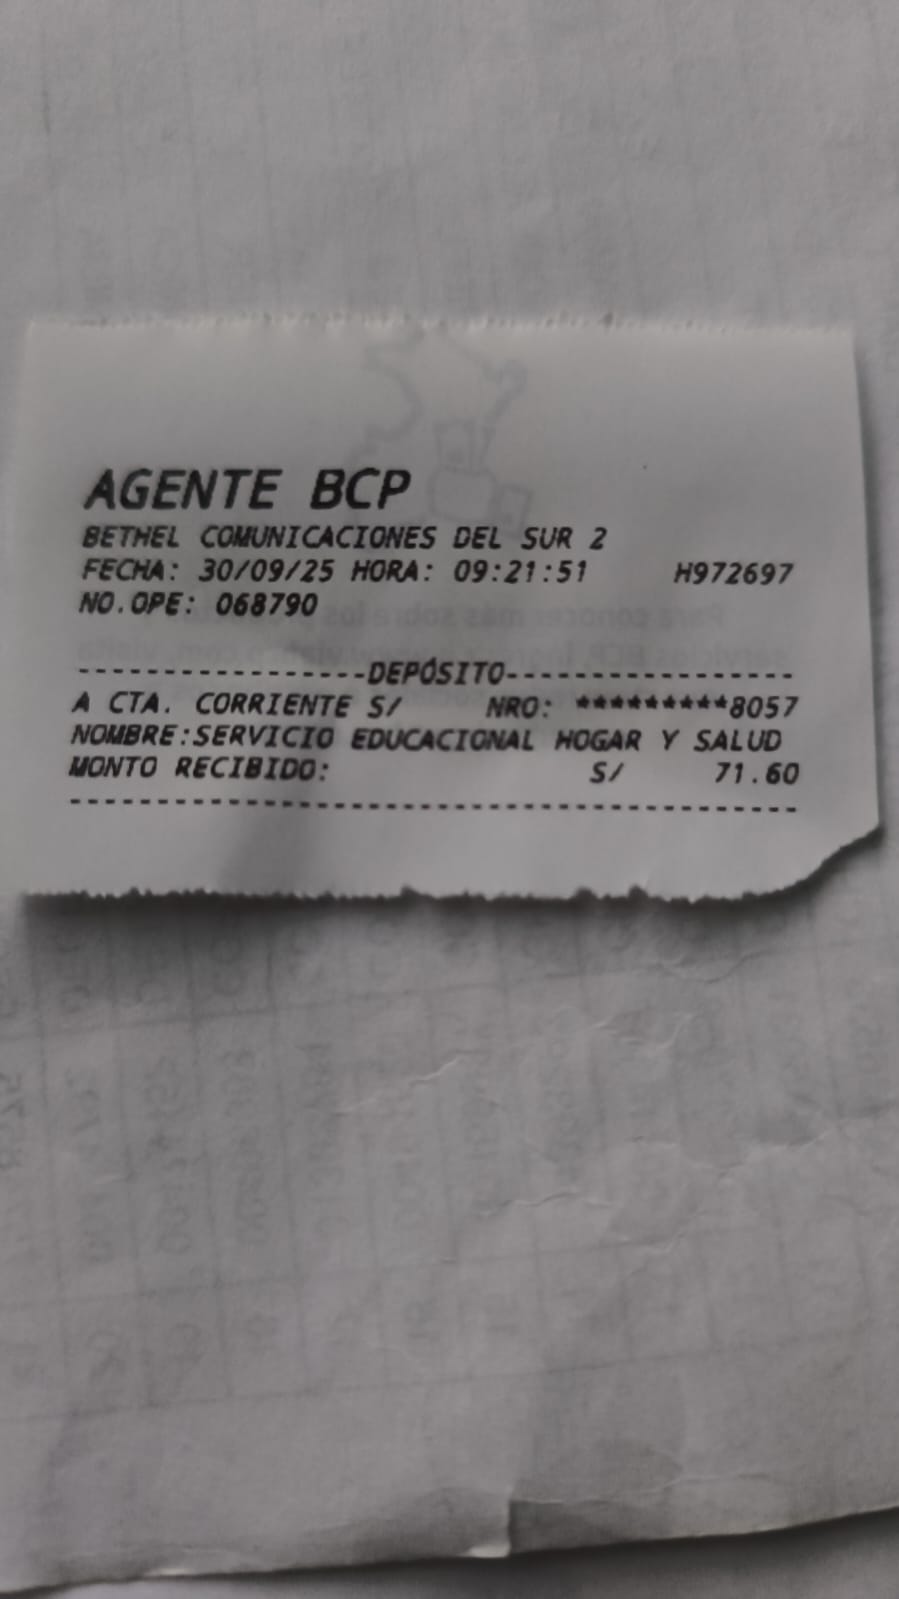 AGENTE BCP
BETHEL COMUNICACIONES DEL SUR 2
FECHA: 30/09/25 HORA: 09:21:51 H972697
NO.OPE: 068790
-----------------DEPÓSITO-----------------
A CTA. CORRIENTE S/ NRO: *********8057
NOMBRE:SERVICIO EDUCACIONAL HOGAR Y SALUD
MONTO RECIBIDO: S/ 71.60
------------------------------------------